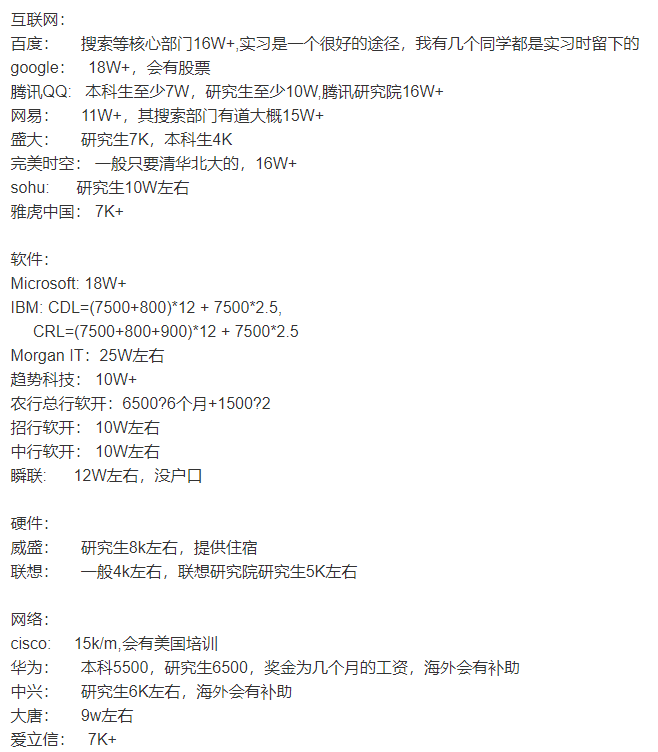 互联网：
百度： 搜索等核心部门16W+,实习是一个很好的途径，我有几个同学都是实习时留下的
google： 18W+，会有股票
腾讯QQ: 本科生至少7W，研究生至少10W,腾讯研究院16W+
网易： 11W+，其搜索部门有道大概15W+
盛大： 研究生7K，本科生4K
完美时空： 一般只要清华北大的，16W+
sohu: 研究生10W左右
雅虎中国： 7K+
软件：
Microsoft: 18W+
IBM: CDL=(7500+800)*12 + 7500*2.5,
CRL=(7500+800+900)*12 + 7500*2.5
Morgan IT：25W左右
趋势科技： 10W+
农行总行软开：6500?6个月+1500?2
招行软开： 10W左右
中行软开： 10W左右
瞬联: 12W左右，没户口
硬件：
威盛： 研究生8k左右，提供住宿
联想： 一般4k左右，联想研究院研究生5K左右
网络：
cisco: 15k/m,会有美国培训
华为： 本科5500，研究生6500，奖金为几个月的工资，海外会有补助
中兴： 研究生6K左右，海外会有补助
大唐： 9w左右
爱立信： 7K+